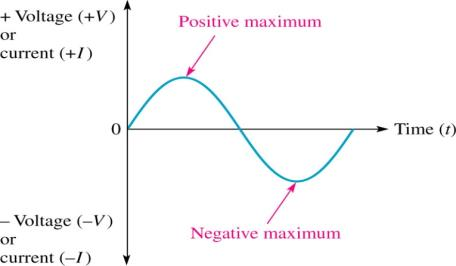 + Voltage (+V)
or
current (+I)
Positive maximum
0
Time (t)
– Voltage (–V)
or
current (–I)
Negative maximum